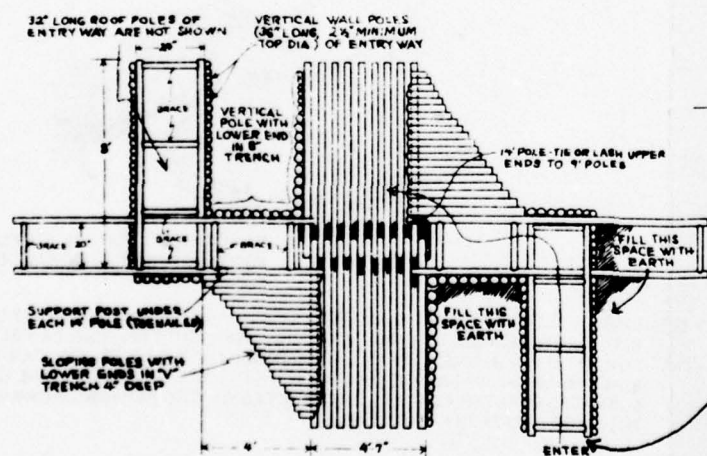 32" LONG ROOF POLES OF
ENTRY WAY ARE NOT SHOWN
VERTICAL WALL POLES
(36" LONG, 2½" MINIMUM
TOP DIA.) OF ENTRY WAY
BRACE
8'
VERTICAL
POLE WITH
LOWER END
IN 8"
TRENCH
14' POLE-TIE OR LASH UPPER
ENDS TO 9' POLES
BRACE
20"
BRACE
BRACE
FILL THIS
SPACE WITH
EARTH
SUPPORT POST UNDER
EACH 14' POLE (TOENAILED)
FILL THIS
SPACE WITH
EARTH
SLOPING POLES WITH
LOWER ENDS IN "V"
TRENCH 4" DEEP
4'
4'-7"
ENTER